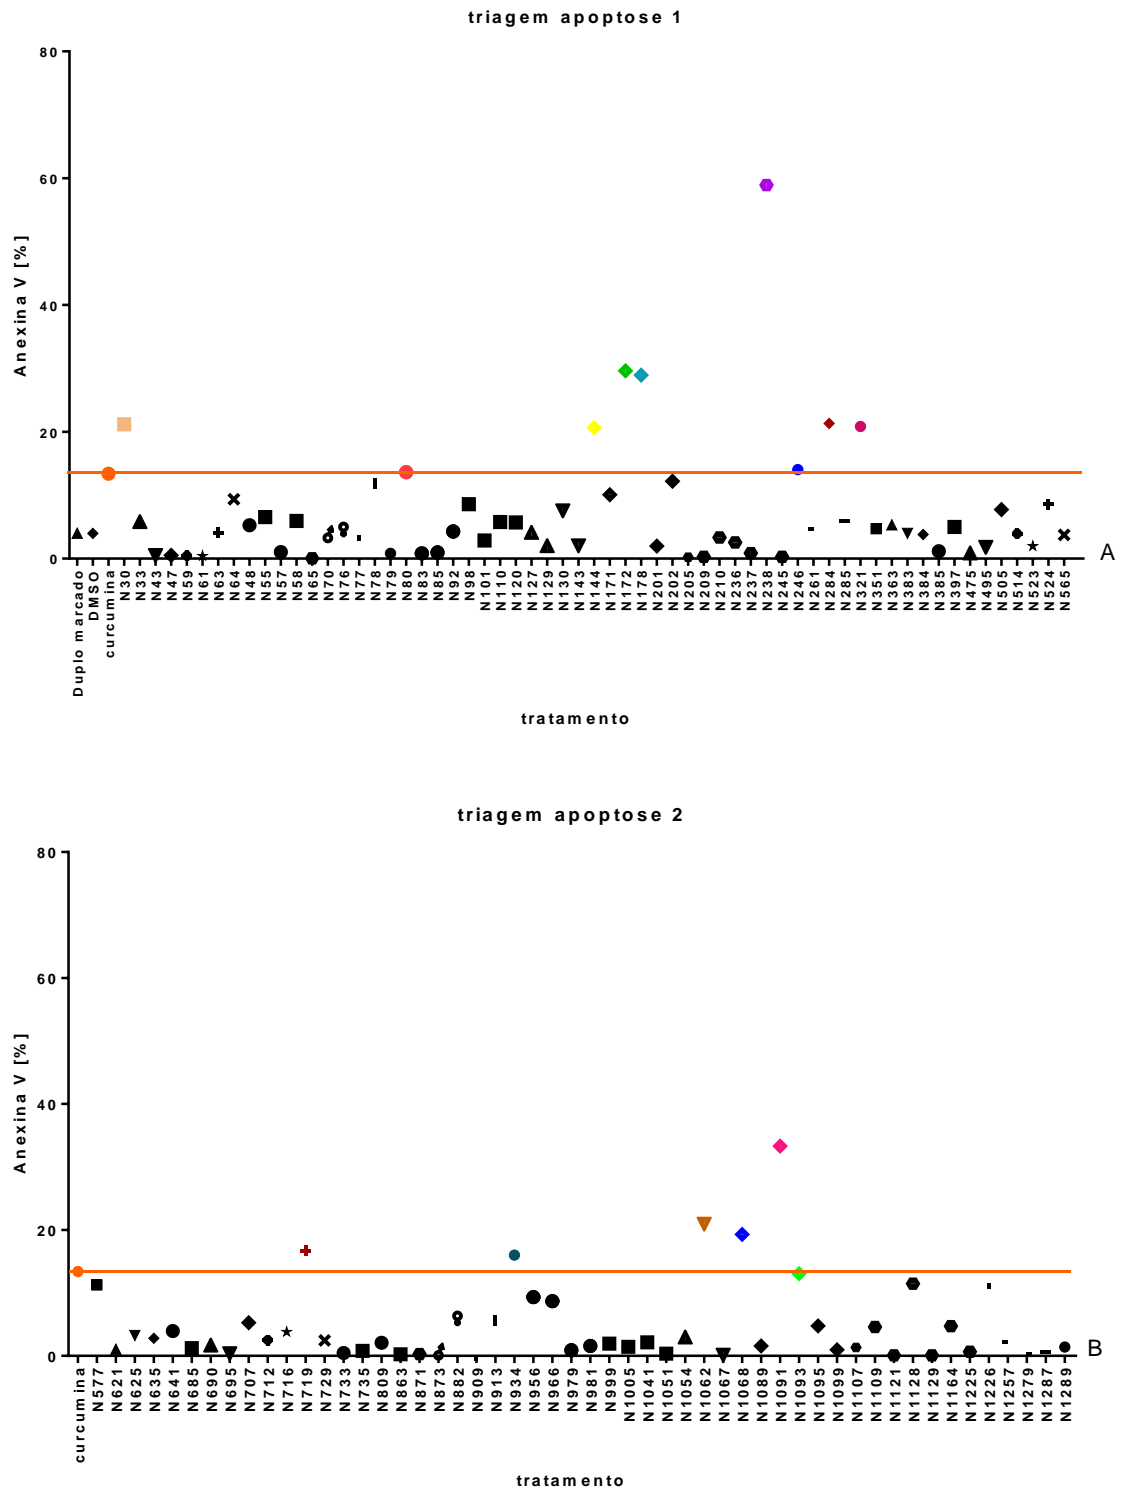 triagem apoptose 1
80
60
40
20
0
Anexina V [%]
Duplo marcado
DMSO
curcumina
N30
N33
N43
N47
N59
N61
N63
N64
N48
N55
N57
N58
N65
N70
N76
N77
N78
N79
N80
N83
N85
N92
N98
N101
N110
N120
N127
N129
N130
N143
N144
N171
N172
N178
N201
N202
N205
N209
N210
N236
N237
N238
N245
N246
N261
N284
N285
N321
N351
N363
N383
N384
N385
N397
N475
N495
N505
N514
N523
N524
N565
A
tratamento
triagem apoptose 2
80
60
40
20
0
Anexina V [%]
curcumina
N577
N621
N625
N635
N641
N685
N690
N695
N707
N712
N716
N719
N729
N733
N735
N809
N863
N871
N873
N882
N909
N913
N934
N956
N966
N979
N981
N999
N1005
N1041
N1051
N1054
N1062
N1067
N1068
N1089
N1091
N1093
N1095
N1099
N1107
N1109
N1121
N1128
N1129
N1164
N1225
N1226
N1257
N1279
N1287
N1289
B
tratamento